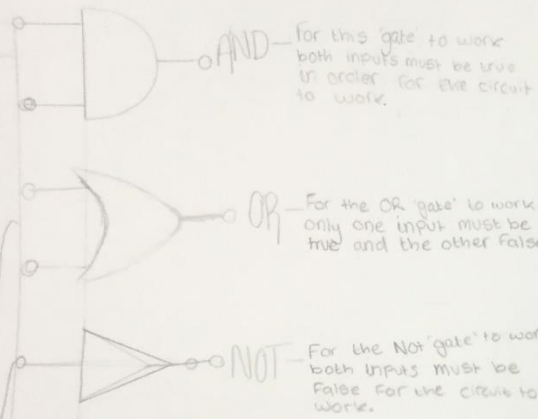 AND – For this 'gate' to work
both inputs must be true
in order for the circuit
to work.
OR – For the OR 'gate' to work
only one input must be
true and the other False
NOT – For the Not 'gate' to wor
both inputs must be
False for the circuit to
work.